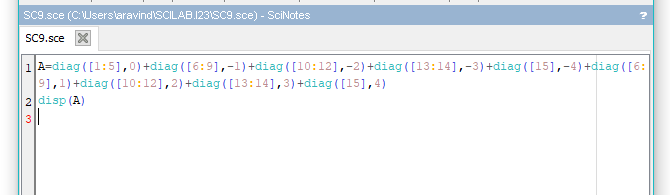 SC9.sce (C:\Users\aravind\SCILAB.I23\SC9.sce) - SciNotes ?
SC9.sce
1 A=diag([1:5],0)+diag([6:9],-1)+diag([10:12],-2)+diag([13:14],-3)+diag([15],-4)+diag([6:
9],1)+diag([10:12],2)+diag([13:14],3)+diag([15],4)
2 disp(A)
3